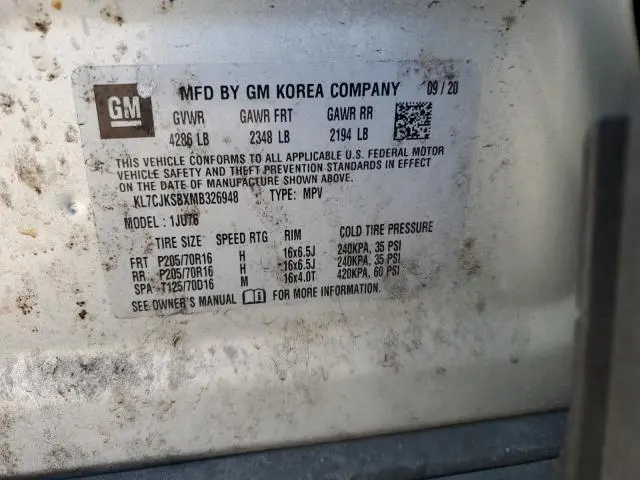 GM
MFD BY GM KOREA COMPANY 09/20
GVWR GAWR FRT GAWR RR
4286 LB 2348 LB 2194 LB
THIS VEHICLE CONFORMS TO ALL APPLICABLE U.S. FEDERAL MOTOR
VEHICLE SAFETY AND THEFT PREVENTION STANDARDS IN EFFECT
ON THE DATE OF MANUFACTURE SHOWN ABOVE.
KL7CJKSBXMB326948 TYPE: MPV
MODEL: 1JU76
TIRE SIZE SPEED RTG RIM COLD TIRE PRESSURE
FRT P205/70R16 H 16x6.5J 240KPA, 35 PSI
RR P205/70R16 H 16x6.5J 240KPA, 35 PSI
SPA T125/70D16 M 16x4.0T 420KPA, 60 PSI
SEE OWNER'S MANUAL FOR MORE INFORMATION.